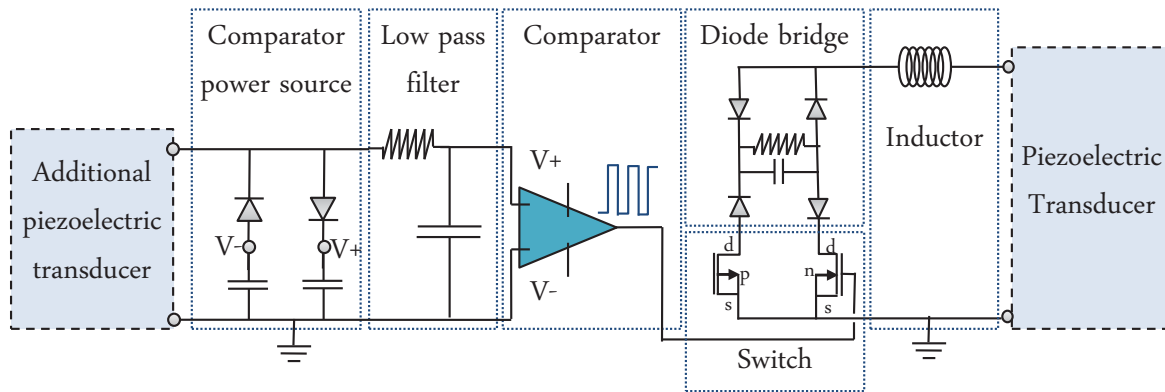 Comparator
power source
Low pass
filter
Comparator
Diode bridge
Inductor
Additional
piezoelectric
transducer
V-
V+
V+
V-
d
p
s
d
n
s
Switch
Piezoelectric
Transducer